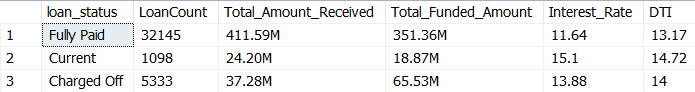 loan_status LoanCount Total_Amount_Received Total_Funded_Amount Interest_Rate DTI
1 Fully Paid 32145 411.59M 351.36M 11.64 13.17
2 Current 1098 24.20M 18.87M 15.1 14.72
3 Charged Off 5333 37.28M 65.53M 13.88 14